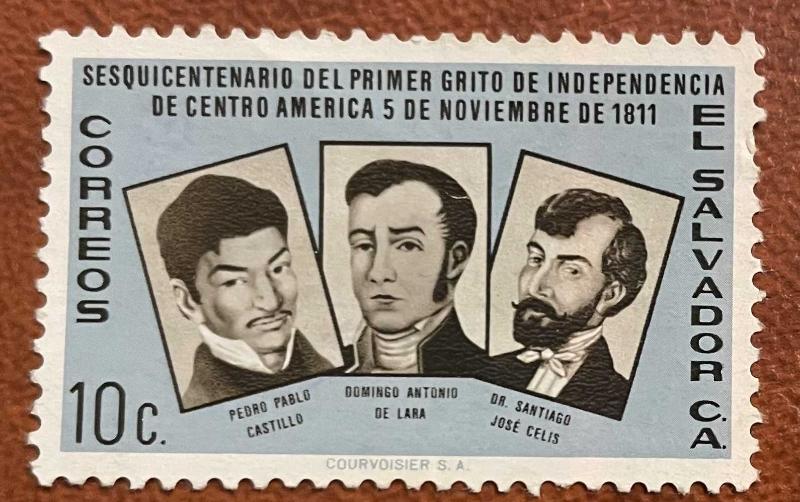 SESQUICENTENARIO DEL PRIMER GRITO DE INDEPENDENCIA
DE CENTRO AMERICA 5 DE NOVIEMBRE DE 1811
CORREOS
EL SALVADOR C.A.
10c.
PEDRO PABLO
CASTILLO
DOMINGO ANTONIO
DE LARA
DR. SANTIAGO
JOSÉ CELIS
COURVOISIER S.A.